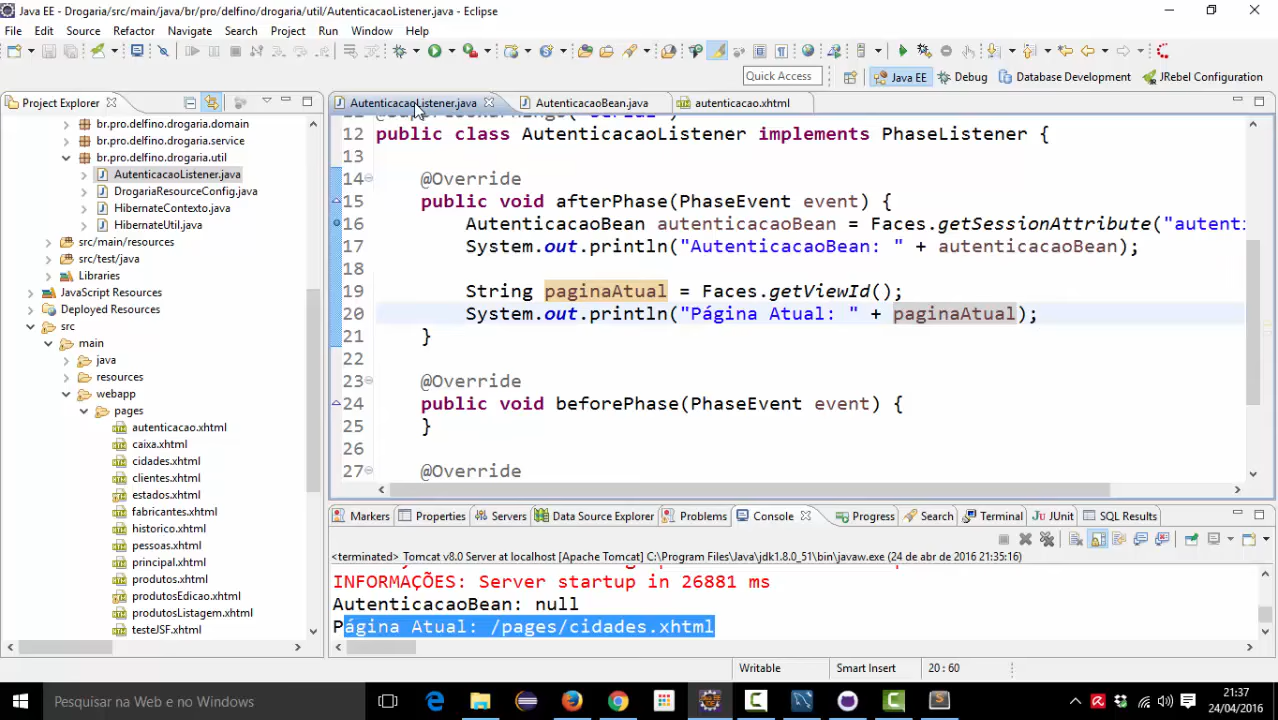 Java EE - Drogaria/src/main/java/br/pro/delfino/drogaria/util/AutenticacaoListener.java - Eclipse
File Edit Source Refactor Navigate Search Project Run Window Help
Quick Access
Java EE Debug Database Development JRebel Configuration
Project Explorer
br.pro.delfino.drogaria.domain
br.pro.delfino.drogaria.service
br.pro.delfino.drogaria.util
AutenticacaoListener.java
DrogariaResourceConfig.java
HibernateContexto.java
HibernateUtil.java
src/main/resources
src/test/java
Libraries
JavaScript Resources
Deployed Resources
src
main
java
resources
webapp
pages
autenticacao.xhtml
caixa.xhtml
cidades.xhtml
clientes.xhtml
estados.xhtml
fabricantes.xhtml
historico.xhtml
pessoas.xhtml
principal.xhtml
produtos.xhtml
produtosEdicao.xhtml
produtosListagem.xhtml
testeJSF.xhtml
AutenticacaoListener.java AutenticacaoBean.java autenticacao.xhtml
12 public class AutenticacaoListener implements PhaseListener {
13
14 @Override
15 public void afterPhase(PhaseEvent event) {
16 AutenticacaoBean autenticacaoBean = Faces.getSessionAttribute("autenti
17 System.out.println("AutenticacaoBean: " + autenticacaoBean);
18
19 String paginaAtual = Faces.getViewId();
20 System.out.println("Página Atual: " + paginaAtual);
21 }
22
23 @Override
24 public void beforePhase(PhaseEvent event) {
25 }
26
27 @Override
Markers Properties Servers Data Source Explorer Problems Console Progress Search Terminal JUnit SQL Results
<terminated> Tomcat v8.0 Server at localhost [Apache Tomcat] C:\Program Files\Java\jdk1.8.0_51\bin\javaw.exe (24 de abr de 2016 21:35:16)
INFORMAÇÕES: Server startup in 26881 ms
AutenticacaoBean: null
Página Atual: /pages/cidades.xhtml
Writable Smart Insert 20 : 60
Pesquisar na Web e no Windows
21:37
24/04/2016